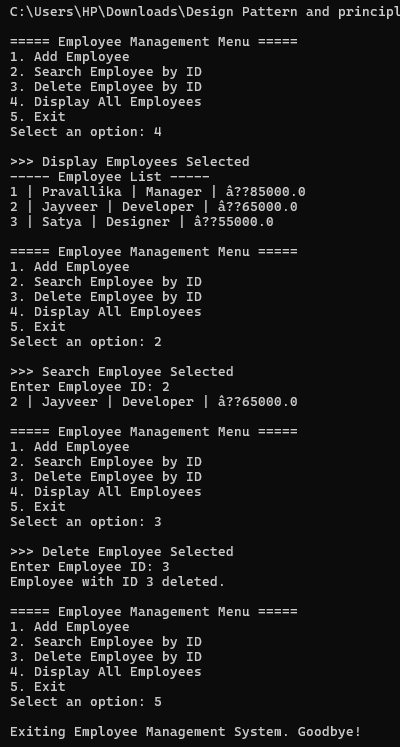 C:\Users\HP\Downloads\Design Pattern and principl
===== Employee Management Menu =====
1. Add Employee
2. Search Employee by ID
3. Delete Employee by ID
4. Display All Employees
5. Exit
Select an option: 4
>>> Display Employees Selected
----- Employee List -----
1 | Pravallika | Manager | â??85000.0
2 | Jayveer | Developer | â??65000.0
3 | Satya | Designer | â??55000.0
===== Employee Management Menu =====
1. Add Employee
2. Search Employee by ID
3. Delete Employee by ID
4. Display All Employees
5. Exit
Select an option: 2
>>> Search Employee Selected
Enter Employee ID: 2
2 | Jayveer | Developer | â??65000.0
===== Employee Management Menu =====
1. Add Employee
2. Search Employee by ID
3. Delete Employee by ID
4. Display All Employees
5. Exit
Select an option: 3
>>> Delete Employee Selected
Enter Employee ID: 3
Employee with ID 3 deleted.
===== Employee Management Menu =====
1. Add Employee
2. Search Employee by ID
3. Delete Employee by ID
4. Display All Employees
5. Exit
Select an option: 5
Exiting Employee Management System. Goodbye!